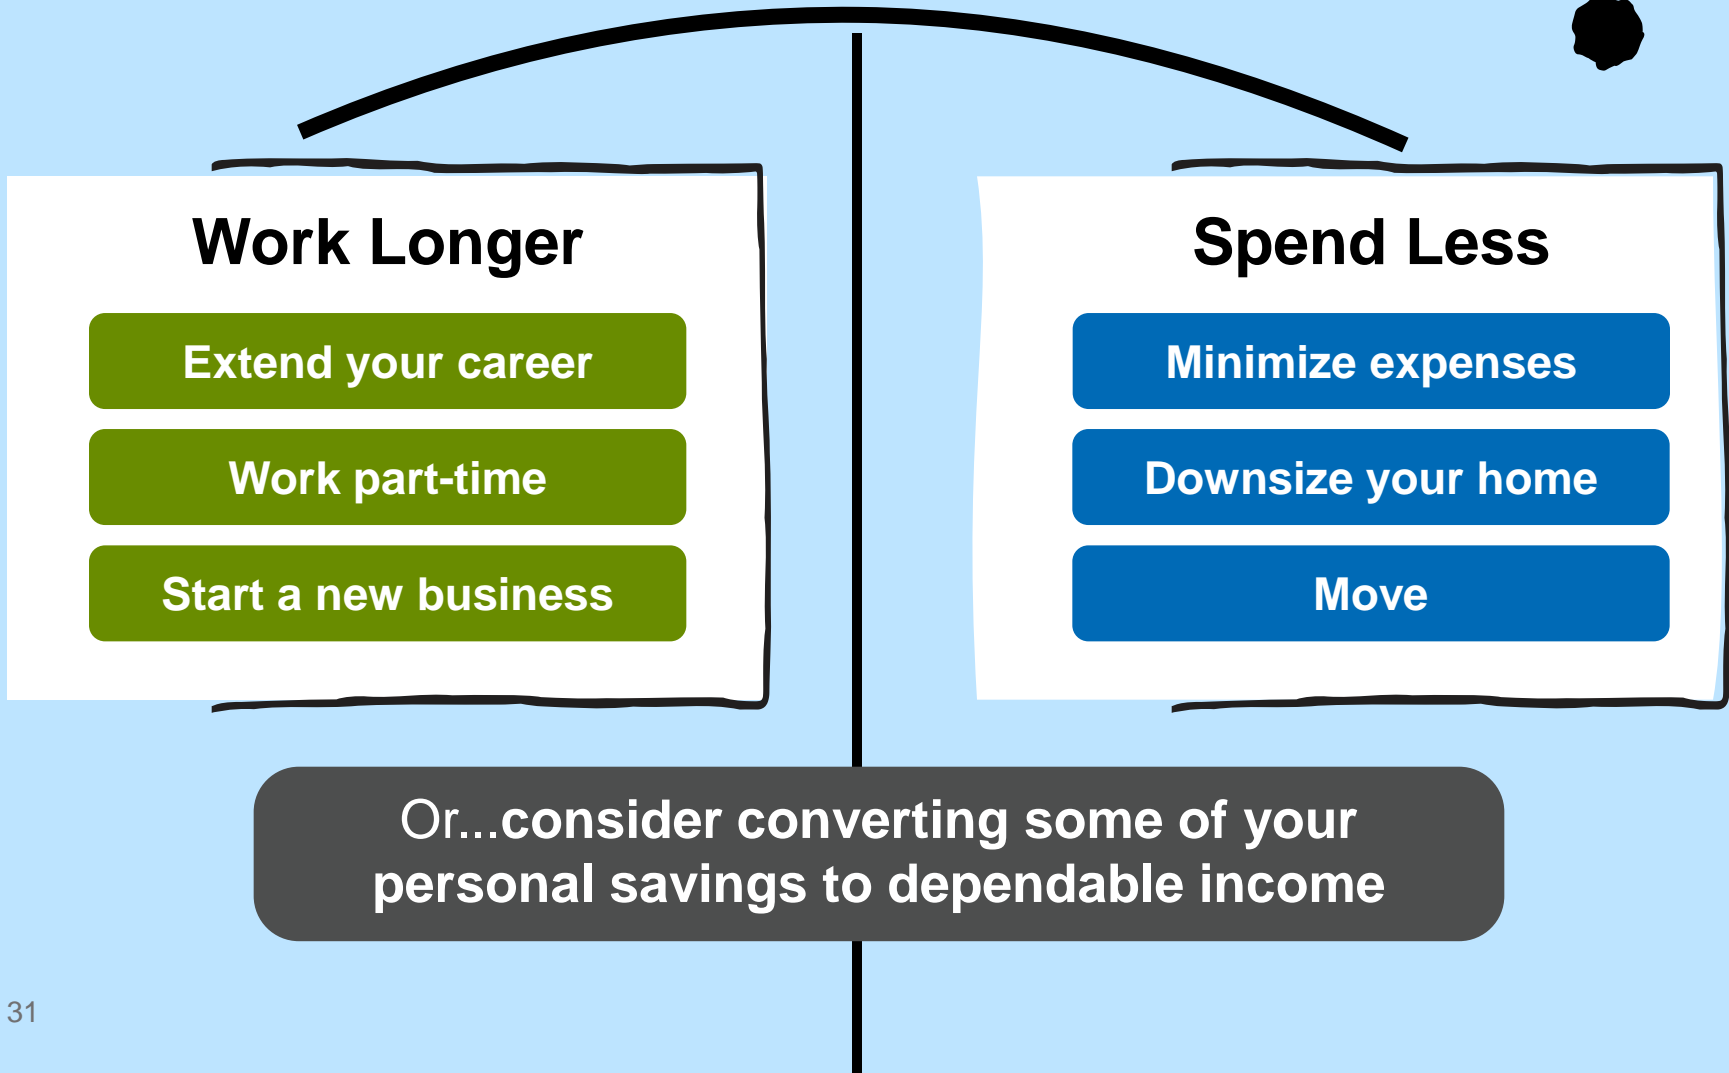 Work Longer
Extend your career
Work part-time
Start a new business
Spend Less
Minimize expenses
Downsize your home
Move
Or...consider converting some of your
personal savings to dependable income
31